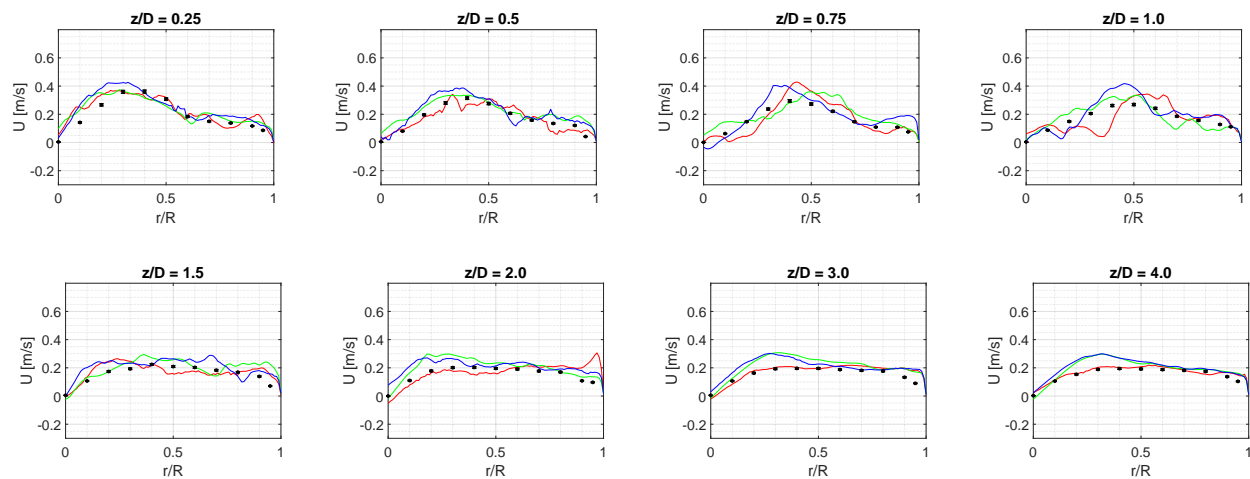 z/D = 0.25
z/D = 0.5
z/D = 0.75
z/D = 1.0
U [m/s]
0.6
0.4
0.2
0
-0.2
0
0.5
1
r/R
U [m/s]
0.6
0.4
0.2
0
-0.2
0
0.5
1
r/R
U [m/s]
0.6
0.4
0.2
0
-0.2
0
0.5
1
r/R
U [m/s]
0.6
0.4
0.2
0
-0.2
0
0.5
1
r/R
z/D = 1.5
z/D = 2.0
z/D = 3.0
z/D = 4.0
U [m/s]
0.6
0.4
0.2
0
-0.2
0
0.5
1
r/R
U [m/s]
0.6
0.4
0.2
0
-0.2
0
0.5
1
r/R
U [m/s]
0.6
0.4
0.2
0
-0.2
0
0.5
1
r/R
U [m/s]
0.6
0.4
0.2
0
-0.2
0
0.5
1
r/R